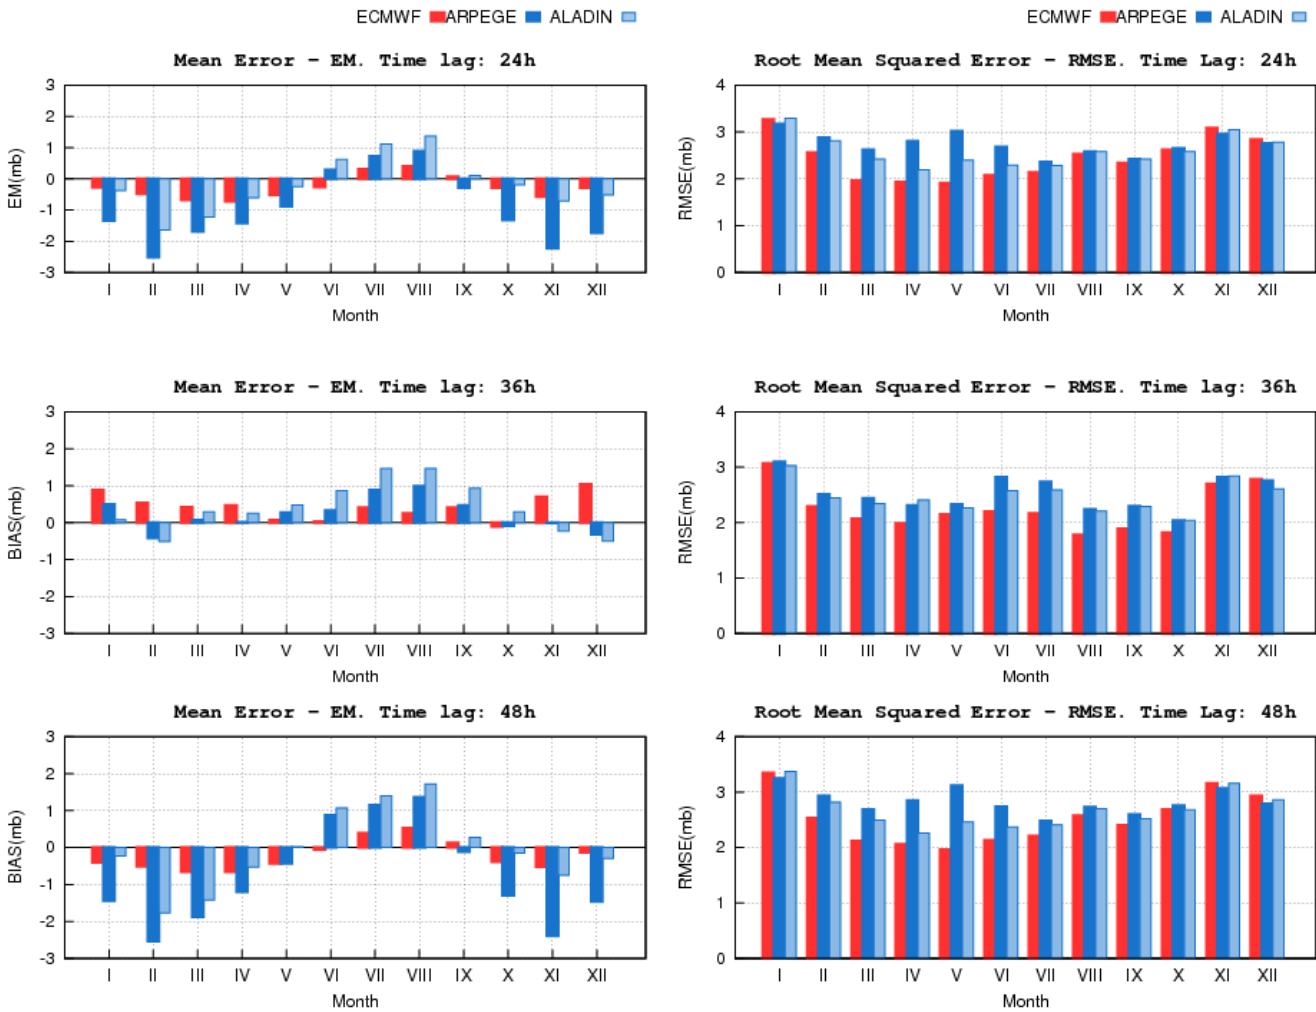 ECMWF ARPEGE ALADIN
ECMWF ARPEGE ALADIN
Mean Error - EM. Time lag: 24h
EM(mb)
3
2
1
0
-1
-2
-3
I II III IV V VI VII VIII IX X XI XII
Month
Root Mean Squared Error - RMSE. Time Lag: 24h
RMSE(mb)
4
3
2
1
0
I II III IV V VI VII VIII IX X XI XII
Month
Mean Error - EM. Time lag: 36h
BIAS(mb)
3
2
1
0
-1
-2
-3
I II III IV V VI VII VIII IX X XI XII
Month
Root Mean Squared Error - RMSE. Time lag: 36h
RMSE(mb)
4
3
2
1
0
I II III IV V VI VII VIII IX X XI XII
Month
Mean Error - EM. Time lag: 48h
BIAS(mb)
3
2
1
0
-1
-2
-3
I II III IV V VI VII VIII IX X XI XII
Month
Root Mean Squared Error - RMSE. Time Lag: 48h
RMSE(mb)
4
3
2
1
0
I II III IV V VI VII VIII IX X XI XII
Month